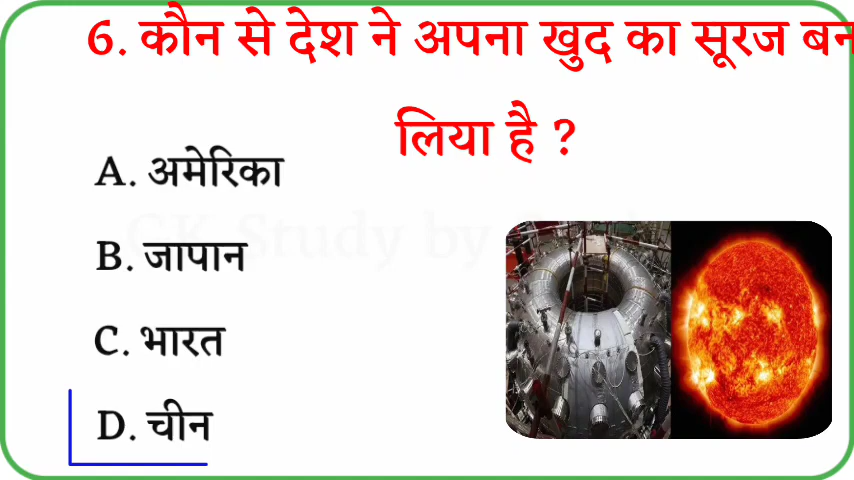 6. कौन से देश ने अपना खुद का सूरज बन
लिया है ?
A. अमेरिका
B. जापान
C. भारत
D. चीन
GK Study by